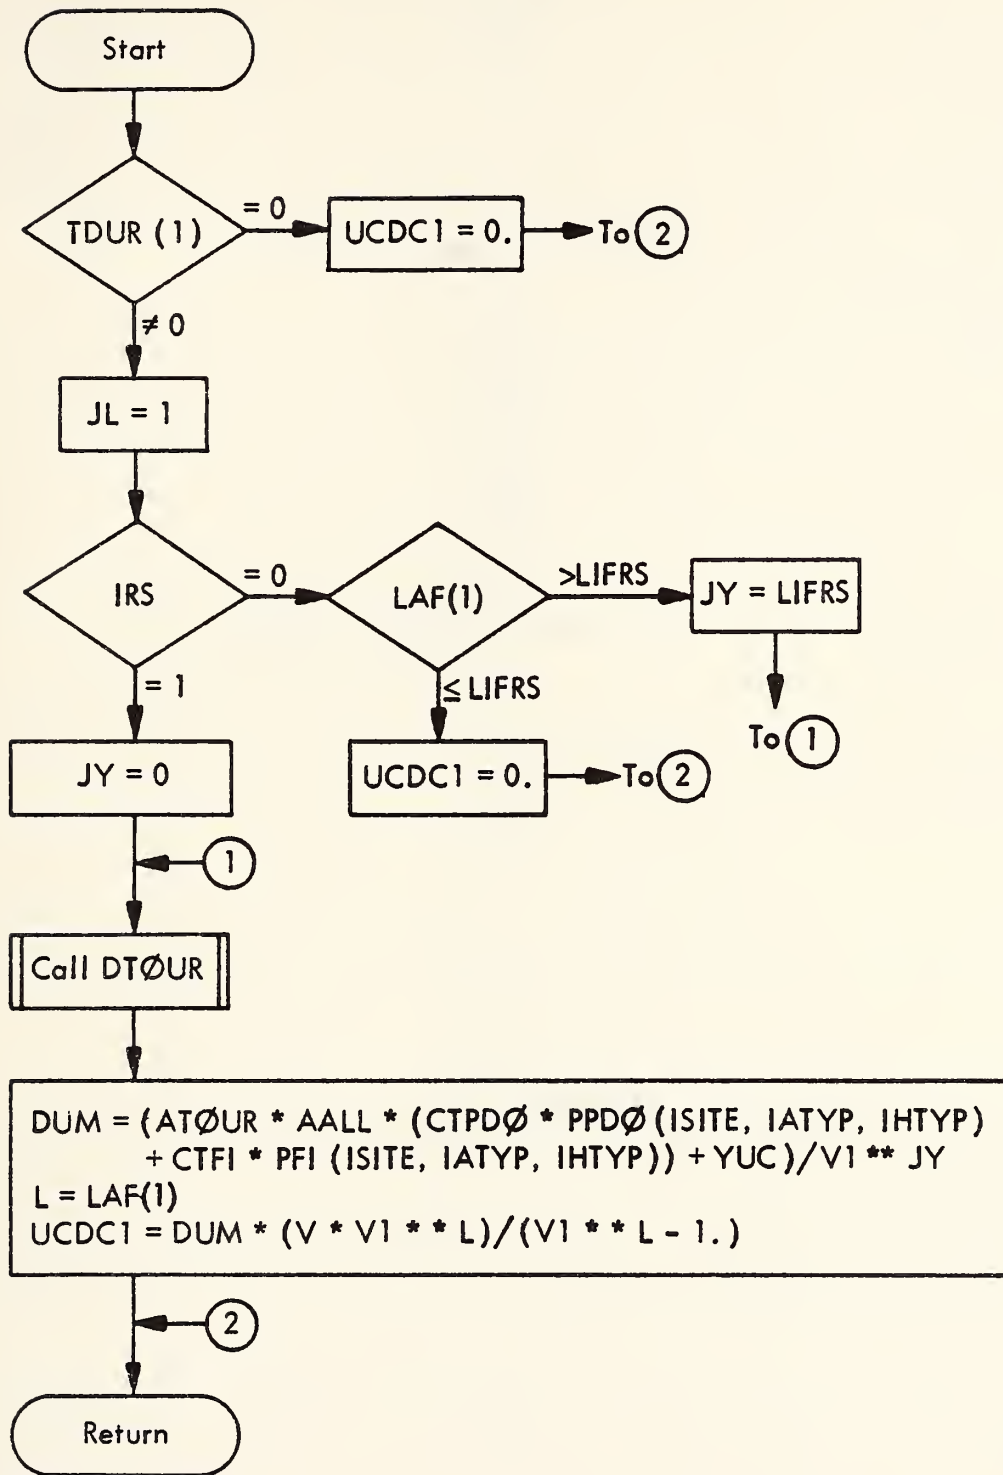 Start
TDUR (1)
= 0
UCDC1 = 0.
To 2
≠ 0
JL = 1
IRS
= 0
LAF(1)
>LIFRS
JY = LIFRS
To 1
≤ LIFRS
UCDC1 = 0.
To 2
= 1
JY = 0
1
Call DTØUR
DUM = (ATØUR * AALL * (CTPDØ * PPDØ (ISITE, IATYP, IHTYP)
+ CTFI * PFI (ISITE, IATYP, IHTYP)) + YUC)/V1 ** JY
L = LAF(1)
UCDC1 = DUM * (V * V1 * * L)/(V1 * * L - 1.)
2
Return